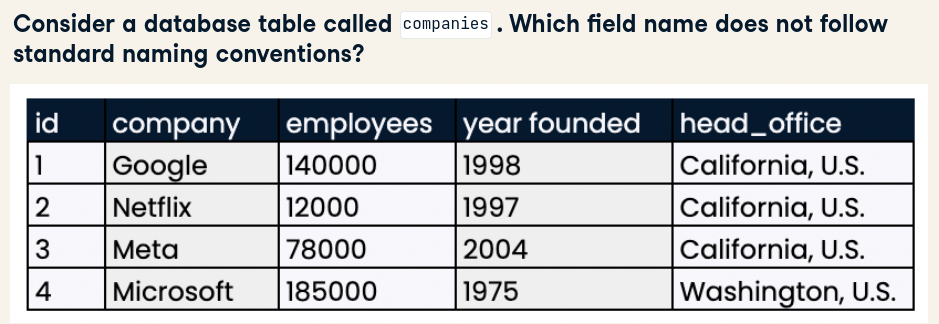 Consider a database table called companies . Which field name does not follow
standard naming conventions?
id company employees year founded head_office
1 Google 140000 1998 California, U.S.
2 Netflix 12000 1997 California, U.S.
3 Meta 78000 2004 California, U.S.
4 Microsoft 185000 1975 Washington, U.S.